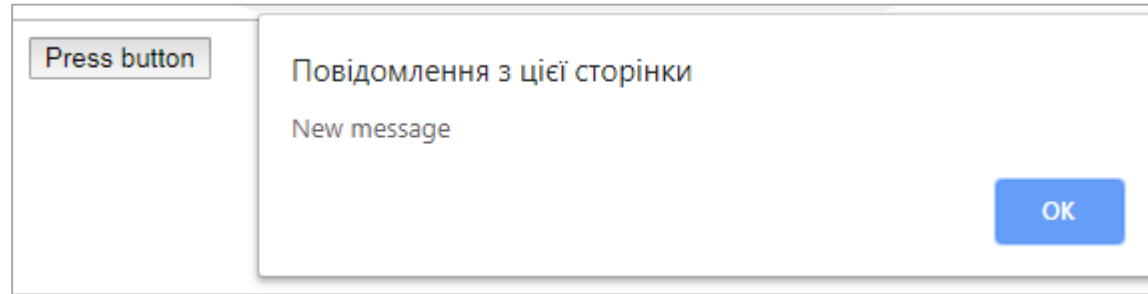 Press button
Повідомлення з цієї сторінки
New message
OK